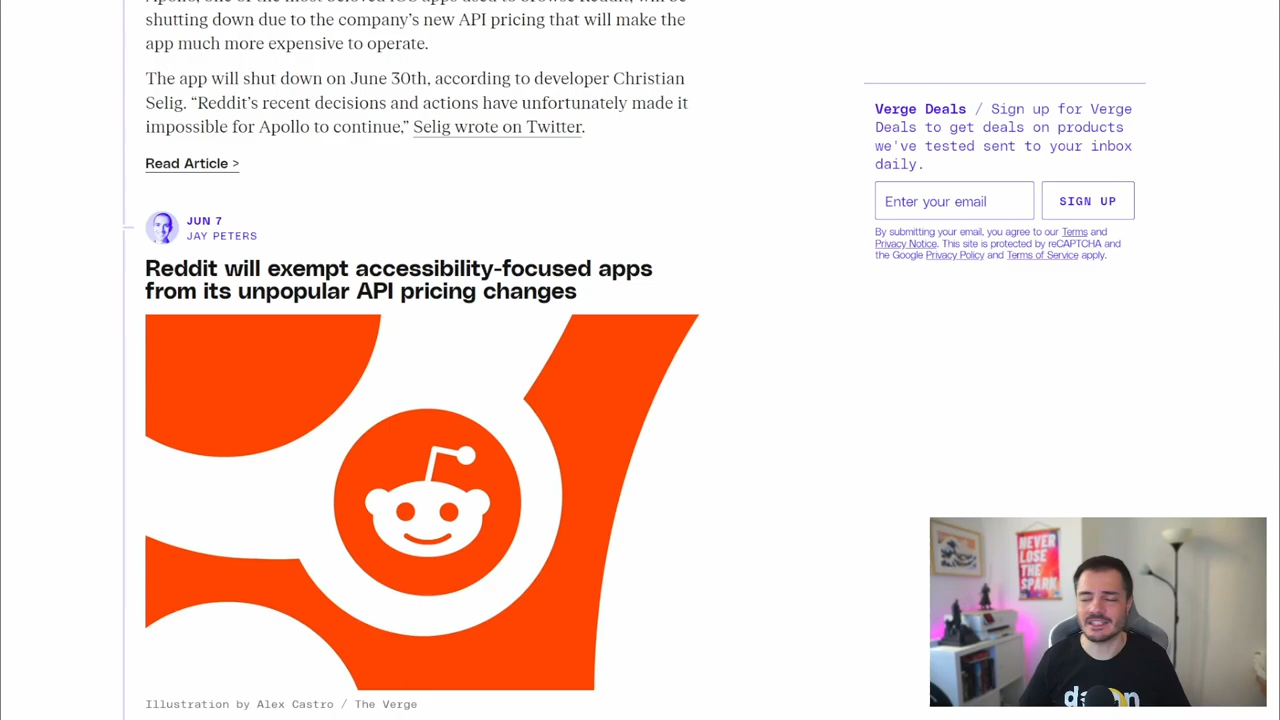 shutting down due to the company's new API pricing that will make the
app much more expensive to operate.
The app will shut down on June 30th, according to developer Christian
Selig. “Reddit's recent decisions and actions have unfortunately made it
impossible for Apollo to continue,” Selig wrote on Twitter.
Read Article >
JUN 7
JAY PETERS
Reddit will exempt accessibility-focused apps
from its unpopular API pricing changes
Illustration by Alex Castro / The Verge
Verge Deals / Sign up for Verge
Deals to get deals on products
we've tested sent to your inbox
daily.
Enter your email
SIGN UP
By submitting your email, you agree to our Terms and
Privacy Notice. This site is protected by reCAPTCHA and
the Google Privacy Policy and Terms of Service apply.
NEVER
LOSE
THE
SPARK